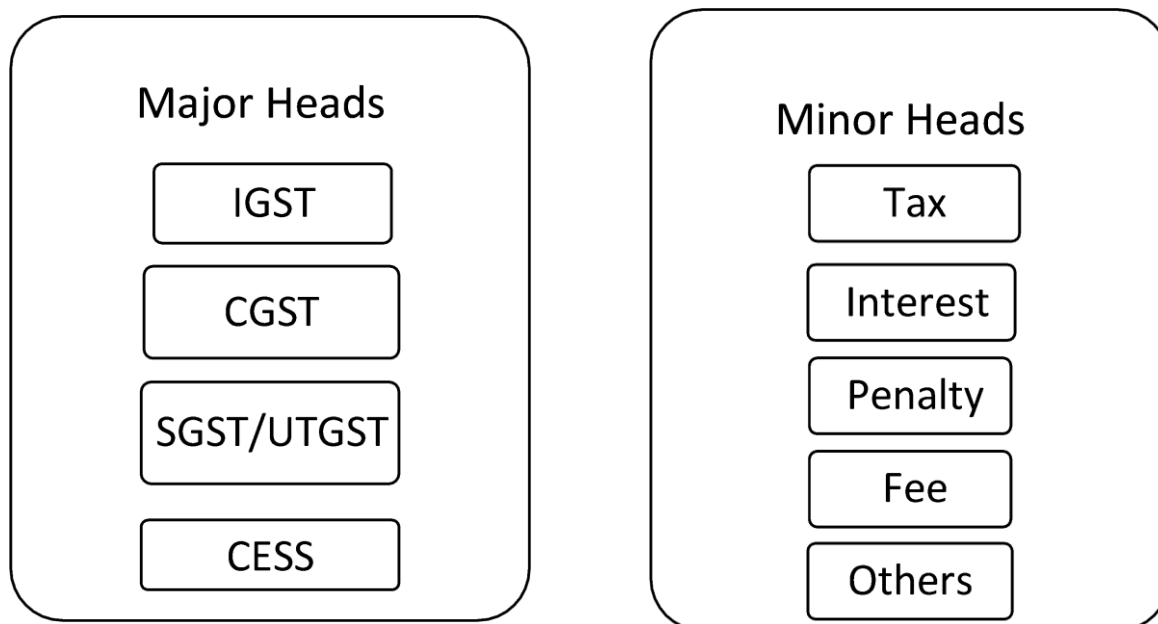 Major Heads
IGST
CGST
SGST/UTGST
CESS
Minor Heads
Tax
Interest
Penalty
Fee
Others